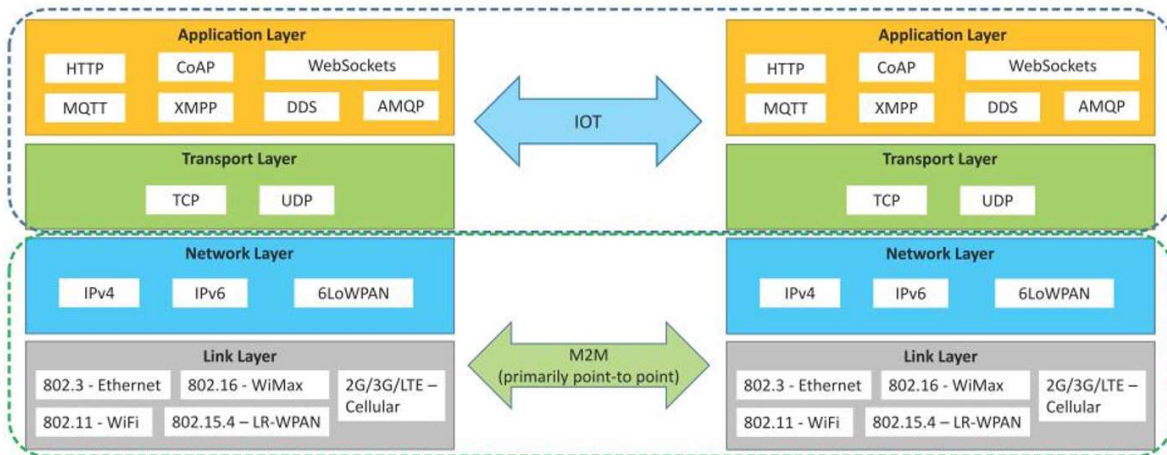 Application Layer
HTTP
CoAP
WebSockets
MQTT
XMPP
DDS
AMQP
Transport Layer
TCP
UDP
Network Layer
IPv4
IPv6
6LoWPAN
Link Layer
802.3 - Ethernet
802.16 - WiMax
2G/3G/LTE –
Cellular
802.11 - WiFi
802.15.4 – LR-WPAN
IOT
M2M
(primarily point-to point)
Application Layer
HTTP
CoAP
WebSockets
MQTT
XMPP
DDS
AMQP
Transport Layer
TCP
UDP
Network Layer
IPv4
IPv6
6LoWPAN
Link Layer
802.3 - Ethernet
802.16 - WiMax
2G/3G/LTE –
Cellular
802.11 - WiFi
802.15.4 – LR-WPAN